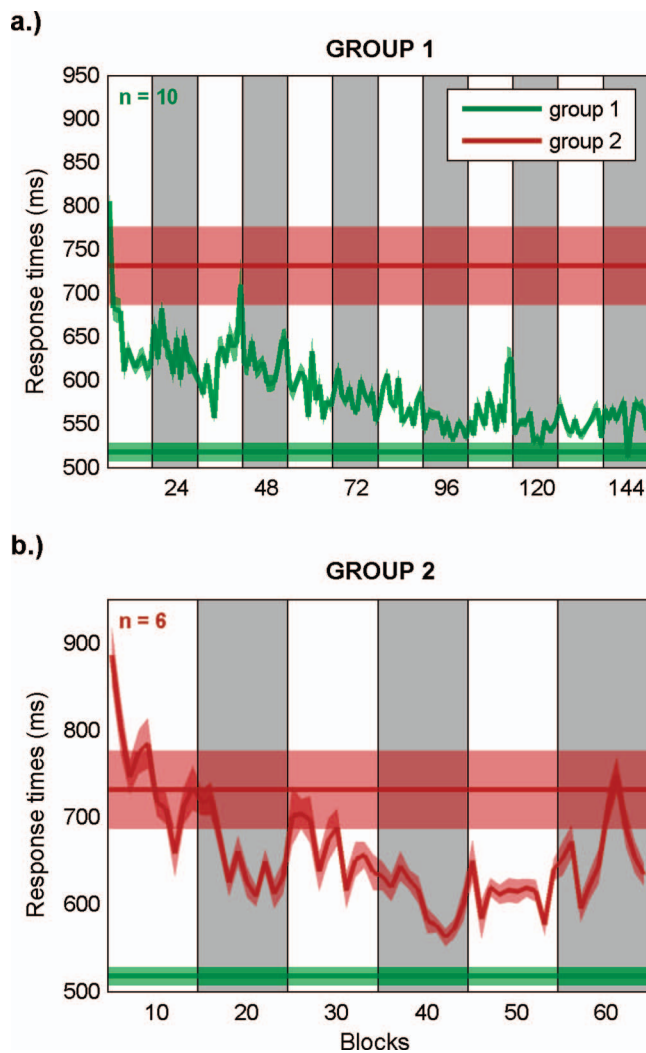 a.)
GROUP 1
950
900
850
800
750
700
650
600
550
500
Response times (ms)
n = 10
group 1
group 2
24 48 72 96 120 144
b.)
GROUP 2
900
800
700
600
500
Response times (ms)
n = 6
10 20 30 40 50 60
Blocks